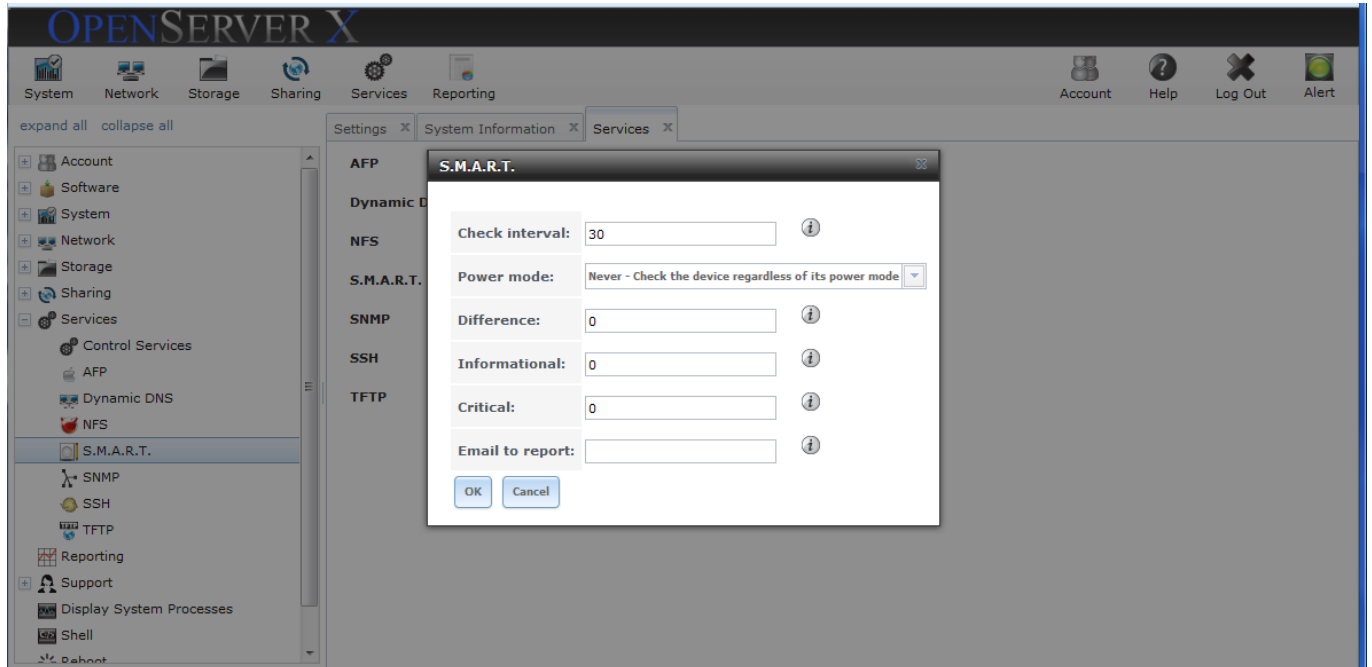 OPENSERVER X
System Network Storage Sharing Services Reporting Account Help Log Out Alert
expand all collapse all
Settings X System Information X Services X
Account
Software
System
Network
Storage
Sharing
Services
Control Services
AFP
Dynamic DNS
NFS
S.M.A.R.T.
SNMP
SSH
TFTP
Reporting
Support
Display System Processes
Shell
Reboot
AFP
Dynamic D
NFS
S.M.A.R.T.
SNMP
SSH
TFTP
S.M.A.R.T.
Check interval: 30
Power mode: Never - Check the device regardless of its power mode
Difference: 0
Informational: 0
Critical: 0
Email to report:
OK Cancel